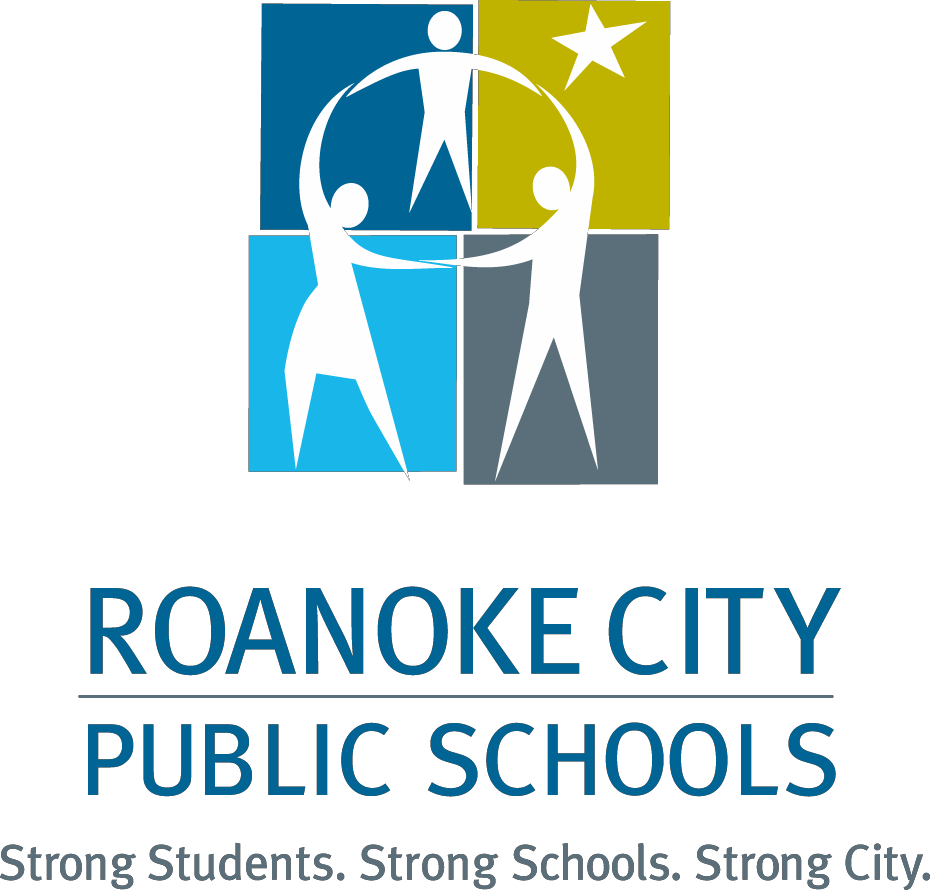 ROANOKE CITY
PUBLIC SCHOOLS
Strong Students. Strong Schools. Strong City.